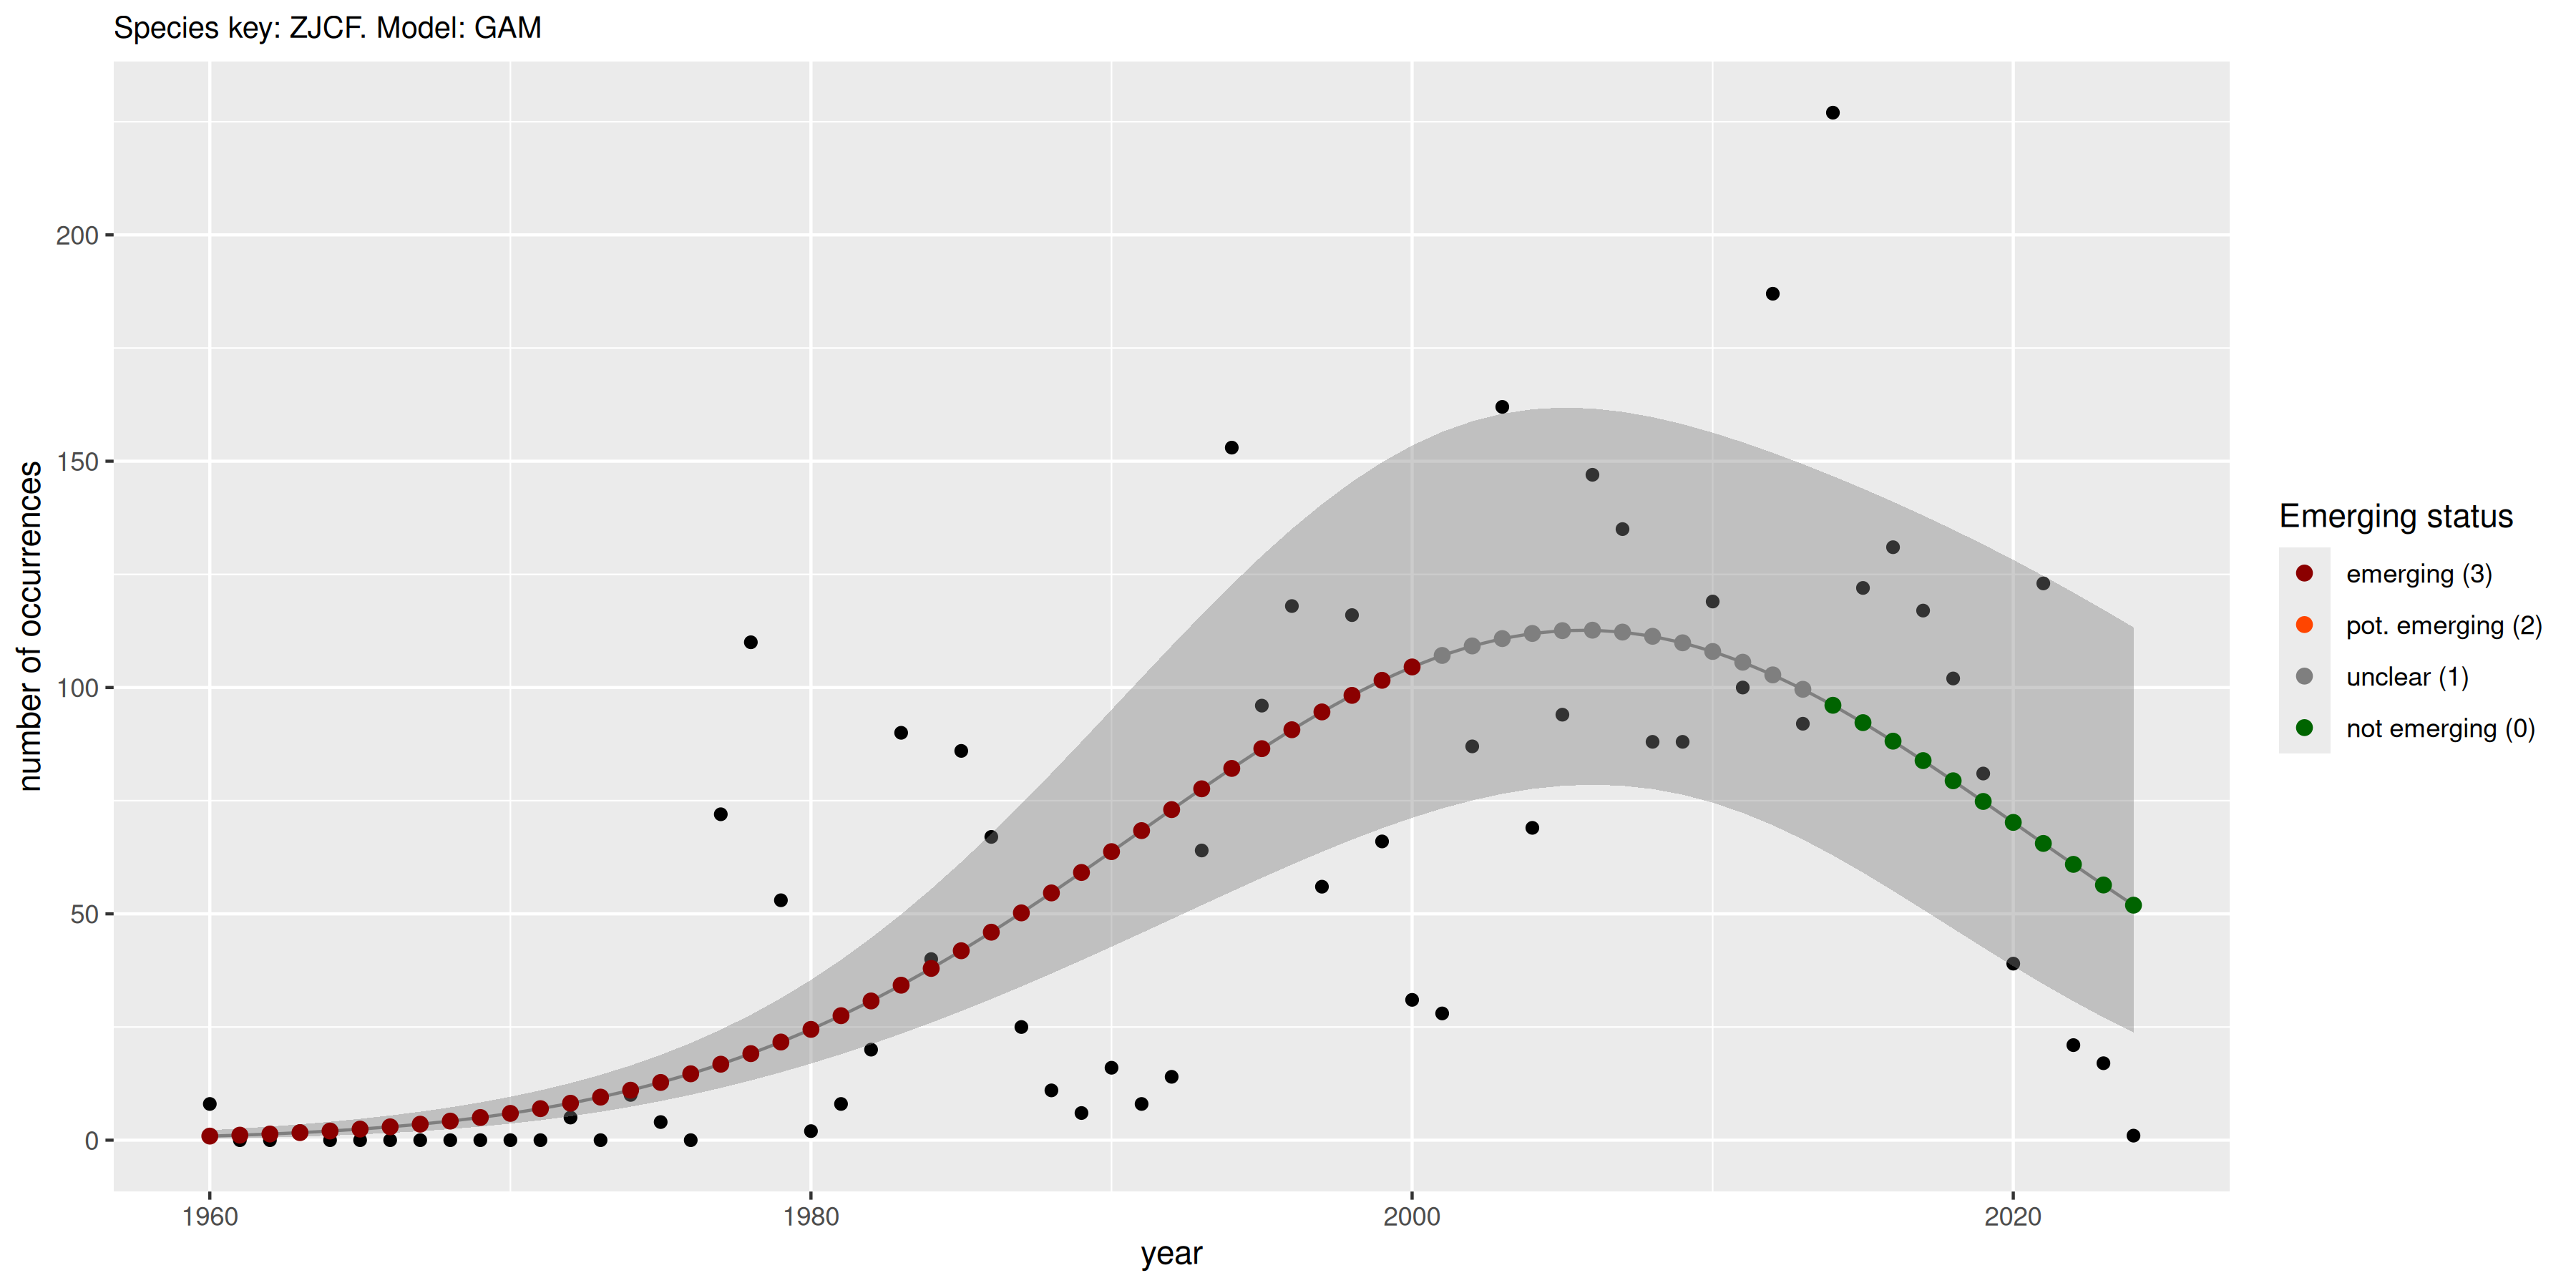 Species key: ZJCF. Model: GAM
number of occurrences
200
150
100
50
0
1960
1980
2000
2020
year
Emerging status
emerging (3)
pot. emerging (2)
unclear (1)
not emerging (0)